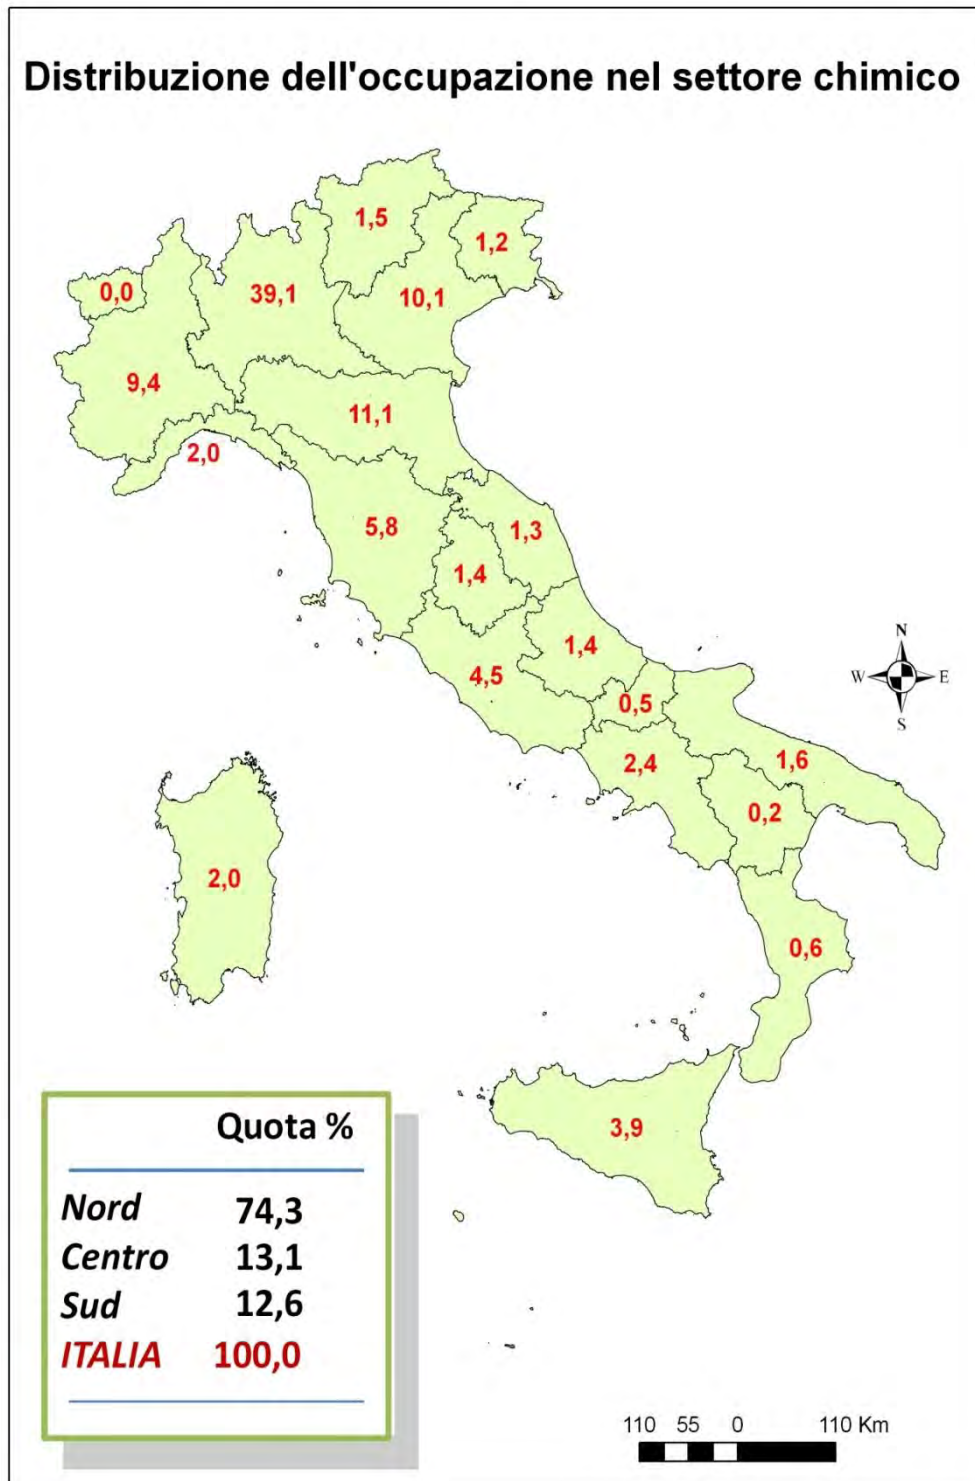 Distribuzione dell'occupazione nel settore chimico
1,5
1,2
0,0
39,1
10,1
9,4
11,1
2,0
5,8
1,3
1,4
1,4
4,5
0,5
2,4
1,6
0,2
2,0
0,6
3,9
N
W E
S
Quota %
Nord 74,3
Centro 13,1
Sud 12,6
ITALIA 100,0
110 55 0 110 Km